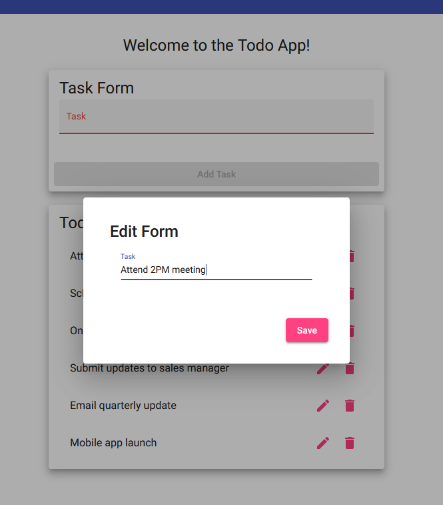 Welcome to the Todo App!
Task Form
Task
Add Task
Edit Form
Task
Attend 2PM meeting
Save
Submit updates to sales manager
Email quarterly update
Mobile app launch